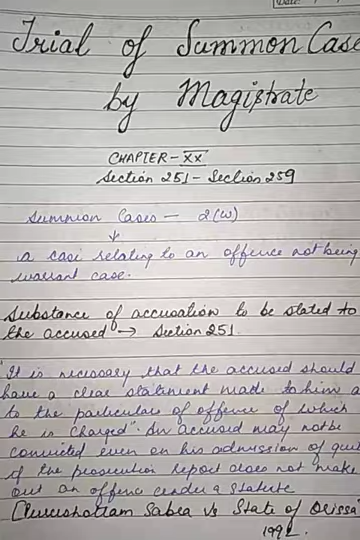 Date:
Trial of Summon Case
by Magistrate
CHAPTER - XX
Section 251 - Section 259
Summon Cases - 2(w)
↓
a case relating to an offence not being
warrant case.
Substance of accusation to be stated to
the accused → Section 251.
"It is necessary that the accused should
have a clear statement made to him a
to the particulars of offence of which
he is charged". An accused may not be
convicted even on his admission of gui
if the prosecution report does not make
out an offence under a statute
[Purushottam Sabra vs State of Orissa
1992.